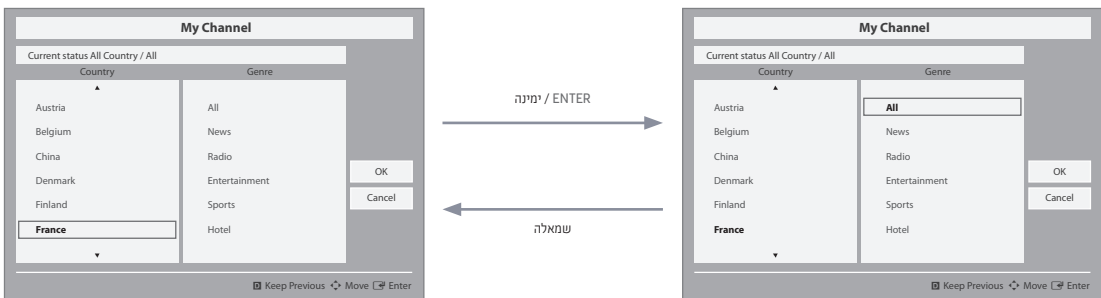 My Channel
Current status All Country / All
Country Genre
Austria All
Belgium News
China Radio
Denmark Entertainment
Finland Sports
France Hotel
OK
Cancel
D Keep Previous Move Enter
ימינה / ENTER
שמאלה
My Channel
Current status All Country / All
Country Genre
Austria All
Belgium News
China Radio
Denmark Entertainment
Finland Sports
France Hotel
OK
Cancel
D Keep Previous Move Enter